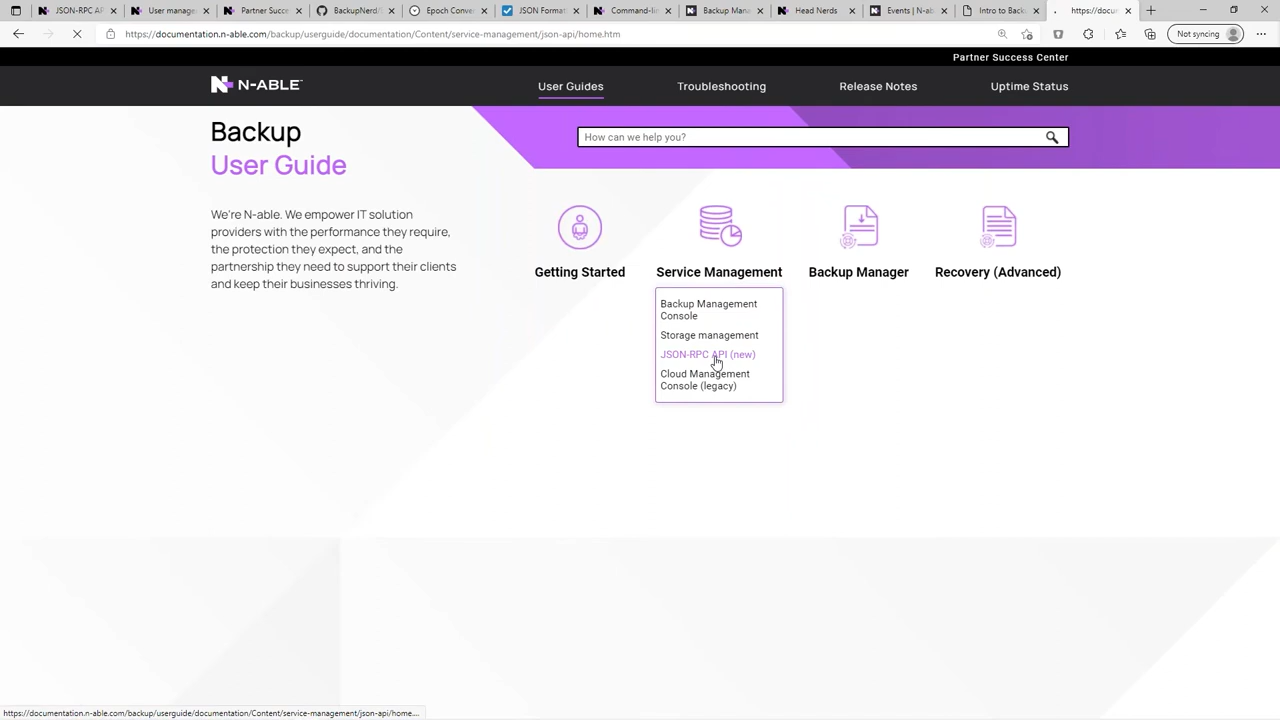 JSON-RPC AP
User manage
Partner Succe
BackupNerd/
Epoch Conver
JSON Format
Command-li
Backup Mana
Head Nerds
Events | N-ab
Intro to Backu
https://docu
https://documentation.n-able.com/backup/userguide/documentation/Content/service-management/json-api/home.htm
Not syncing
Partner Success Center
N-ABLE
User Guides
Troubleshooting
Release Notes
Uptime Status
Backup
User Guide
How can we help you?
We're N-able. We empower IT solution
providers with the performance they require,
the protection they expect, and the
partnership they need to support their clients
and keep their businesses thriving.
Getting Started
Service Management
Backup Manager
Recovery (Advanced)
Backup Management
Console
Storage management
JSON-RPC API (new)
Cloud Management
Console (legacy)
https://documentation.n-able.com/backup/userguide/documentation/Content/service-management/json-api/home....